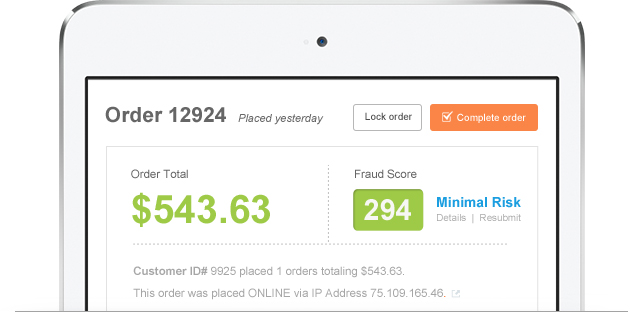 Order 12924 Placed yesterday Lock order Complete order
Order Total Fraud Score
$543.63 294 Minimal Risk
Details | Resubmit
Customer ID# 9925 placed 1 orders totaling $543.63.
This order was placed ONLINE via IP Address 75.109.165.46.